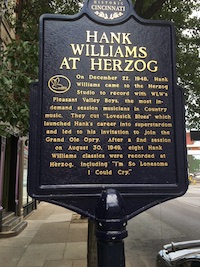 HISTORIC
CINCINNATI
HANK
WILLIAMS
AT HERZOG
On December 22, 1948, Hank
Williams came to the Herzog
Studio to record with WLW's
Pleasant Valley Boys, the most in-
demand session musicians in Country
music. They cut "Lovesick Blues" which
launched Hank's career into superstardom
and led to his invitation to join the
Grand Ole Opry. After a 2nd session
on August 30, 1949, eight Hank
Williams classics were recorded at
Herzog, including "I'm So Lonesome
I Could Cry."